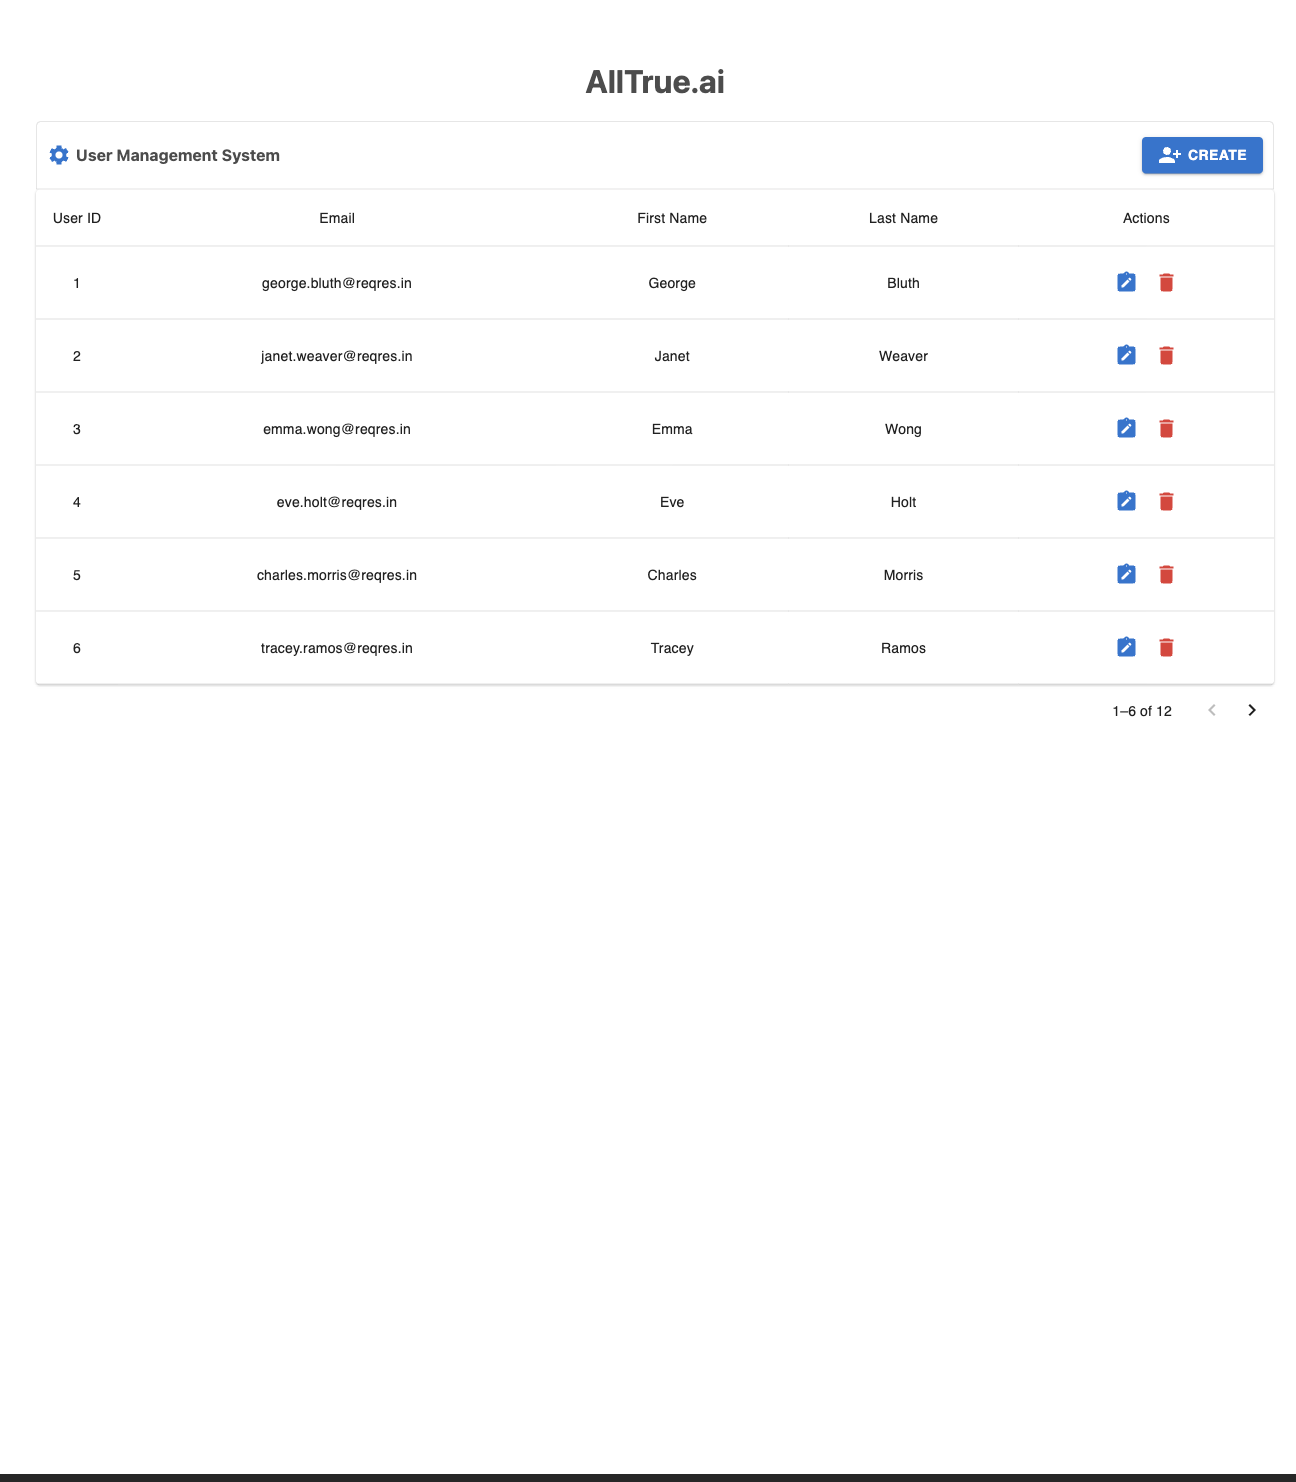 AllTrue.ai
User Management System CREATE
User ID Email First Name Last Name Actions
1 george.bluth@reqres.in George Bluth
2 janet.weaver@reqres.in Janet Weaver
3 emma.wong@reqres.in Emma Wong
4 eve.holt@reqres.in Eve Holt
5 charles.morris@reqres.in Charles Morris
6 tracey.ramos@reqres.in Tracey Ramos
1–6 of 12